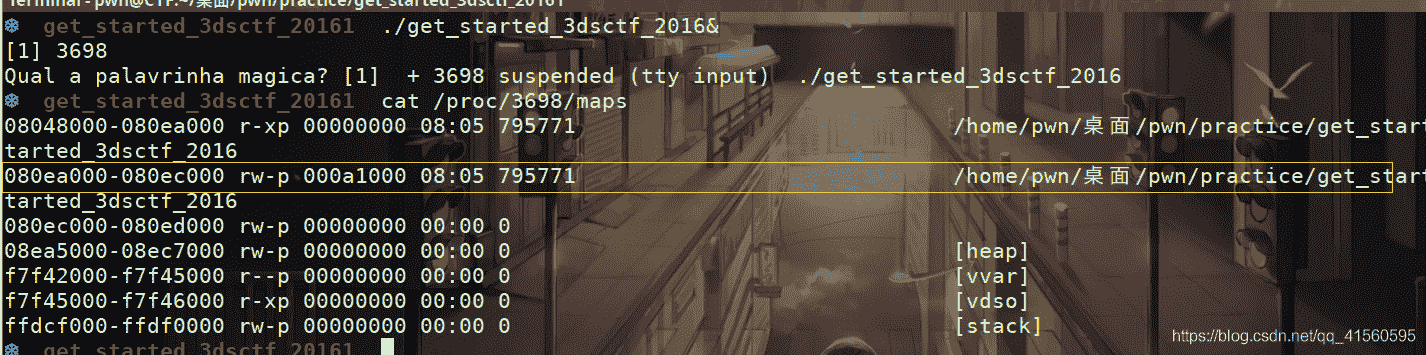 Terminal - pwn@CTF:~/桌面/pwn/practice/get_started_3dsctf_20161
❄ get_started_3dsctf_20161 ./get_started_3dsctf_2016&
[1] 3698
Qual a palavrinha magica? [1]  + 3698 suspended (tty input)  ./get_started_3dsctf_2016
❄ get_started_3dsctf_20161 cat /proc/3698/maps
08048000-080ea000 r-xp 00000000 08:05 795771 /home/pwn/桌面/pwn/practice/get_start
tarted_3dsctf_2016
080ea000-080ec000 rw-p 000a1000 08:05 795771 /home/pwn/桌面/pwn/practice/get_start
tarted_3dsctf_2016
080ec000-080ed000 rw-p 00000000 00:00 0
08ea5000-08ec7000 rw-p 00000000 00:00 0 [heap]
f7f42000-f7f45000 r--p 00000000 00:00 0 [vvar]
f7f45000-f7f46000 r-xp 00000000 00:00 0 [vdso]
ffdcf000-ffdf0000 rw-p 00000000 00:00 0 [stack]
❄ get_started_3dsctf_20161
https://blog.csdn.net/qq_41560595